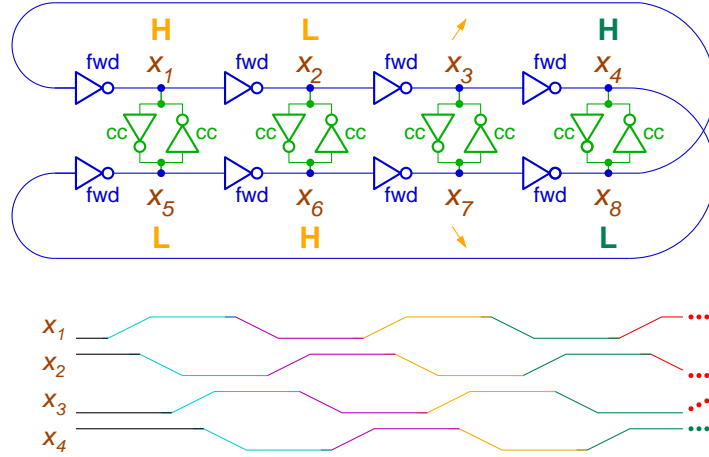 H L H
fwd fwd fwd fwd
x1 x2 x3 x4
cc cc cc cc cc cc cc cc
fwd fwd fwd fwd
x5 x6 x7 x8
L H L
x1
x2
x3
x4